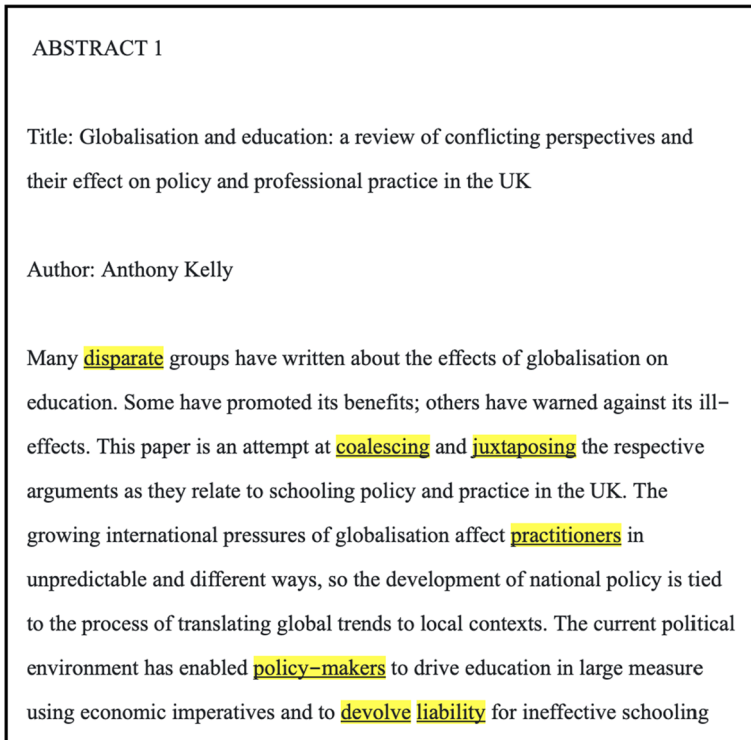 ABSTRACT 1
Title: Globalisation and education: a review of conflicting perspectives and
their effect on policy and professional practice in the UK
Author: Anthony Kelly
Many disparate groups have written about the effects of globalisation on
education. Some have promoted its benefits; others have warned against its ill-
effects. This paper is an attempt at coalescing and juxtaposing the respective
arguments as they relate to schooling policy and practice in the UK. The
growing international pressures of globalisation affect practitioners in
unpredictable and different ways, so the development of national policy is tied
to the process of translating global trends to local contexts. The current political
environment has enabled policy-makers to drive education in large measure
using economic imperatives and to devolve liability for ineffective schooling